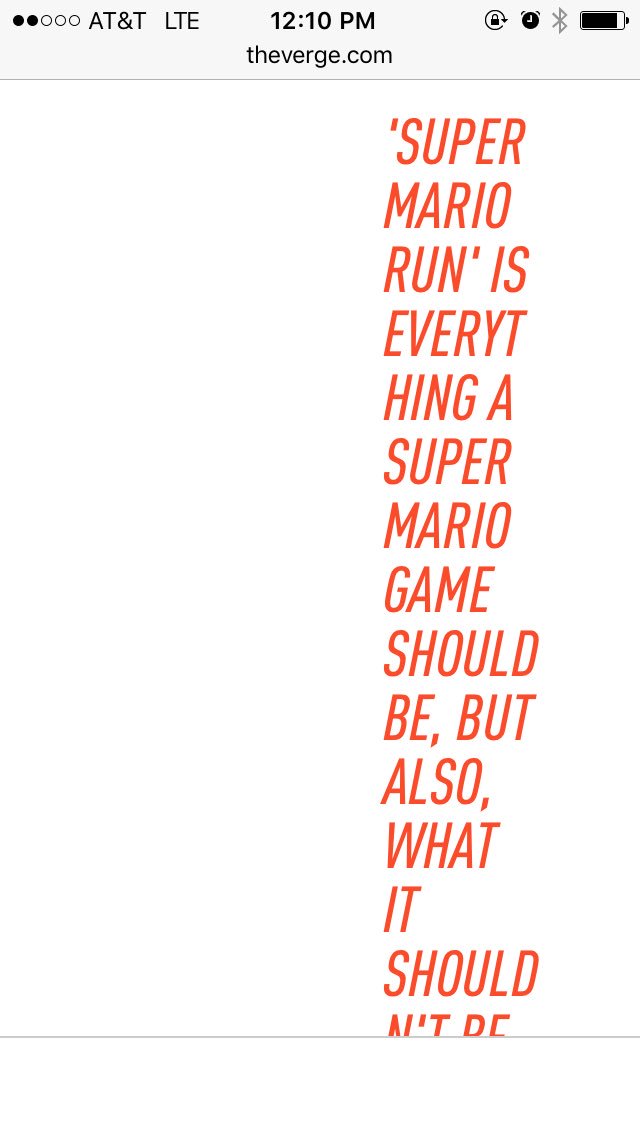 AT&T LTE 12:10 PM
theverge.com
'SUPER
MARIO
RUN' IS
EVERYT
HING A
SUPER
MARIO
GAME
SHOULD
BE, BUT
ALSO,
WHAT
IT
SHOULD
N'T BE